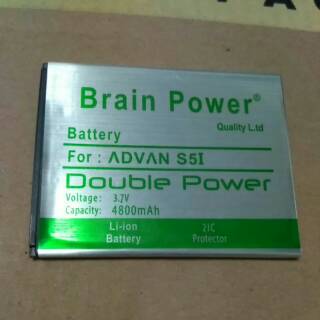 Brain Power®
Quality L.td
Battery
For : ADVAN S5I
Double Power
Voltage: 3.7V
Capacity: 4800mAh
Li-ion 2IC
Battery Protector